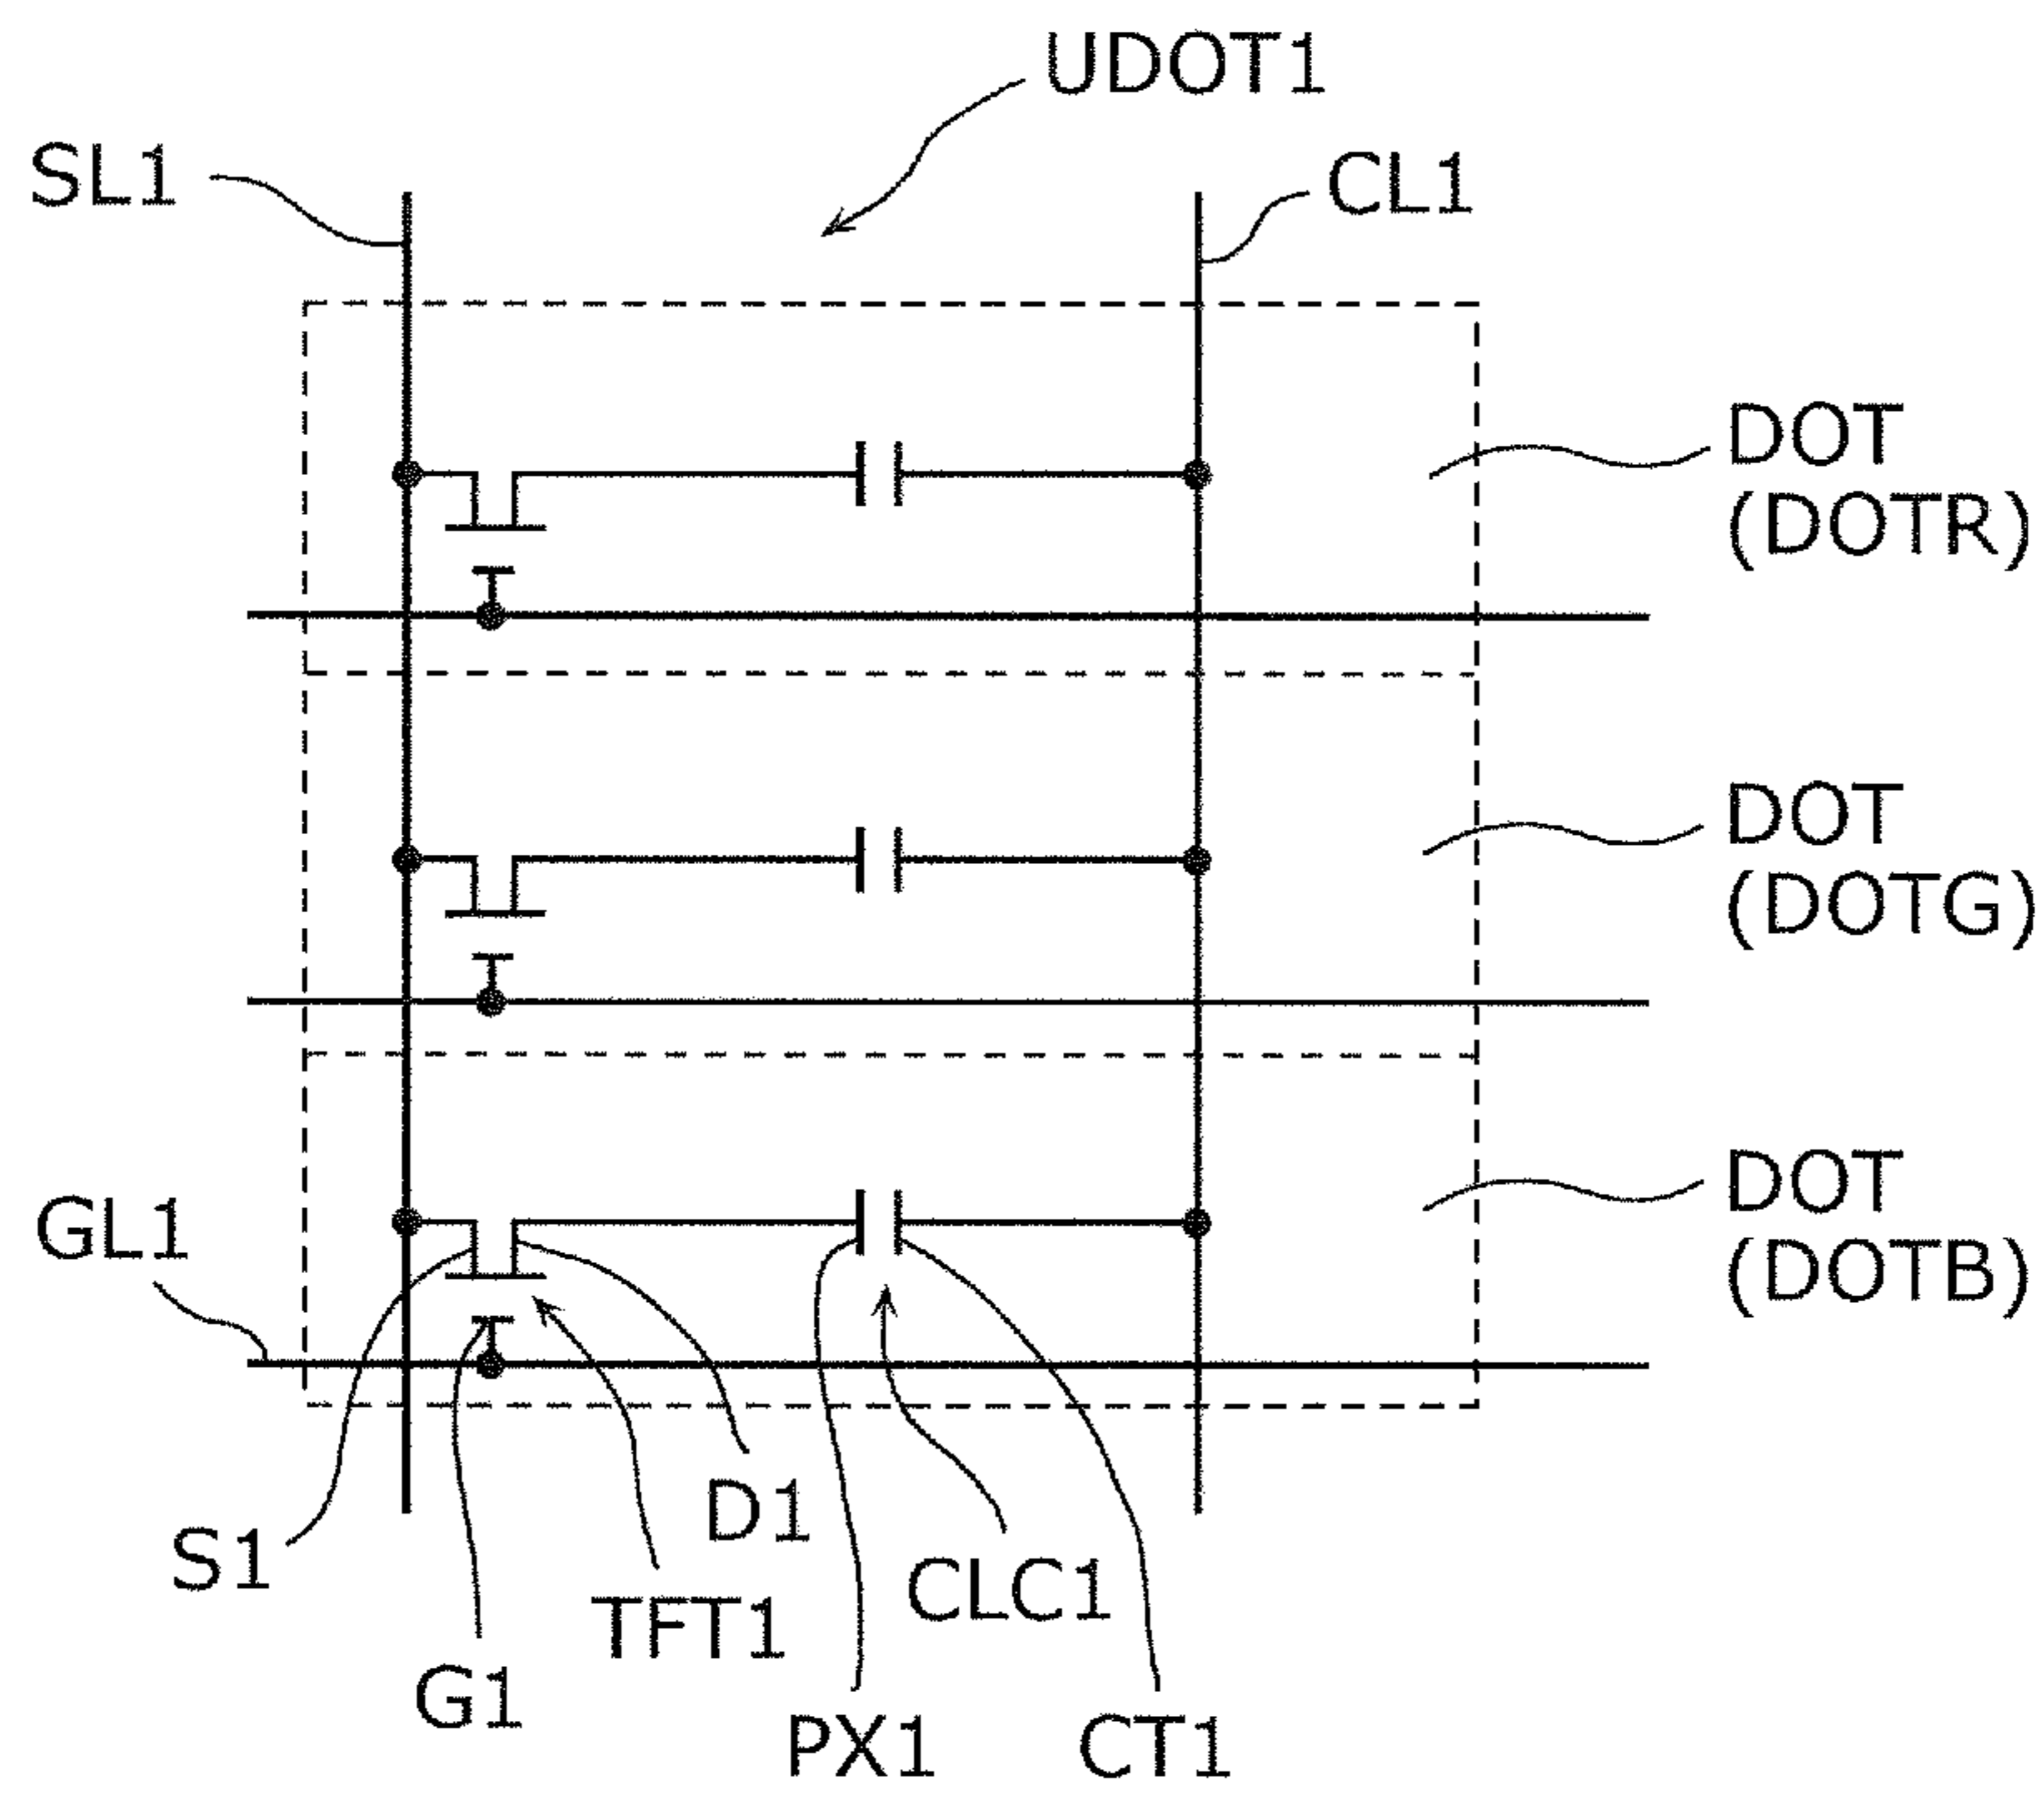 UDOT1
SL1
CL1
DOT
(DOTR)
DOT
(DOTG)
DOT
(DOTB)
GL1
D1
S1
CLC1
TFT1
G1
PX1
CT1